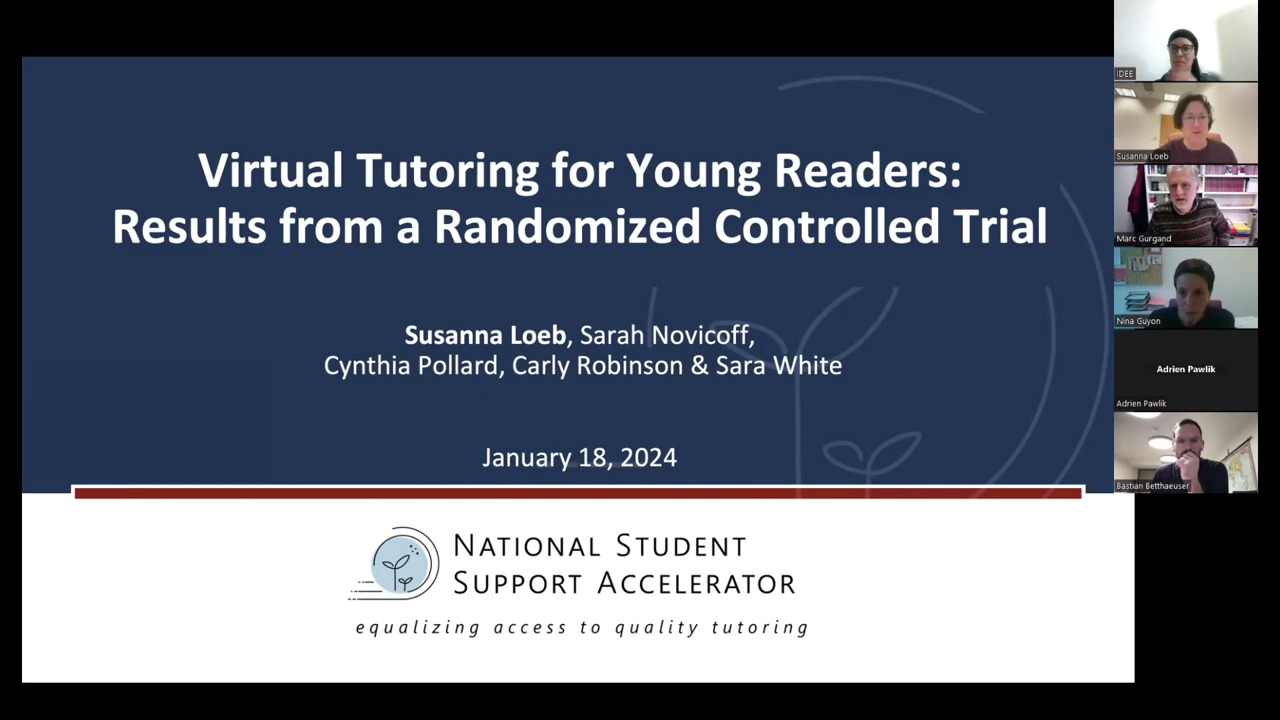 Virtual Tutoring for Young Readers:
Results from a Randomized Controlled Trial
Susanna Loeb, Sarah Novicoff,
Cynthia Pollard, Carly Robinson & Sara White
January 18, 2024
NATIONAL STUDENT
SUPPORT ACCELERATOR
equalizing access to quality tutoring
IDEE
Susanna Loeb
Marc Gurgand
Nina Guyon
Adrien Pawlik
Adrien Pawlik
Bastian Betthaeuser